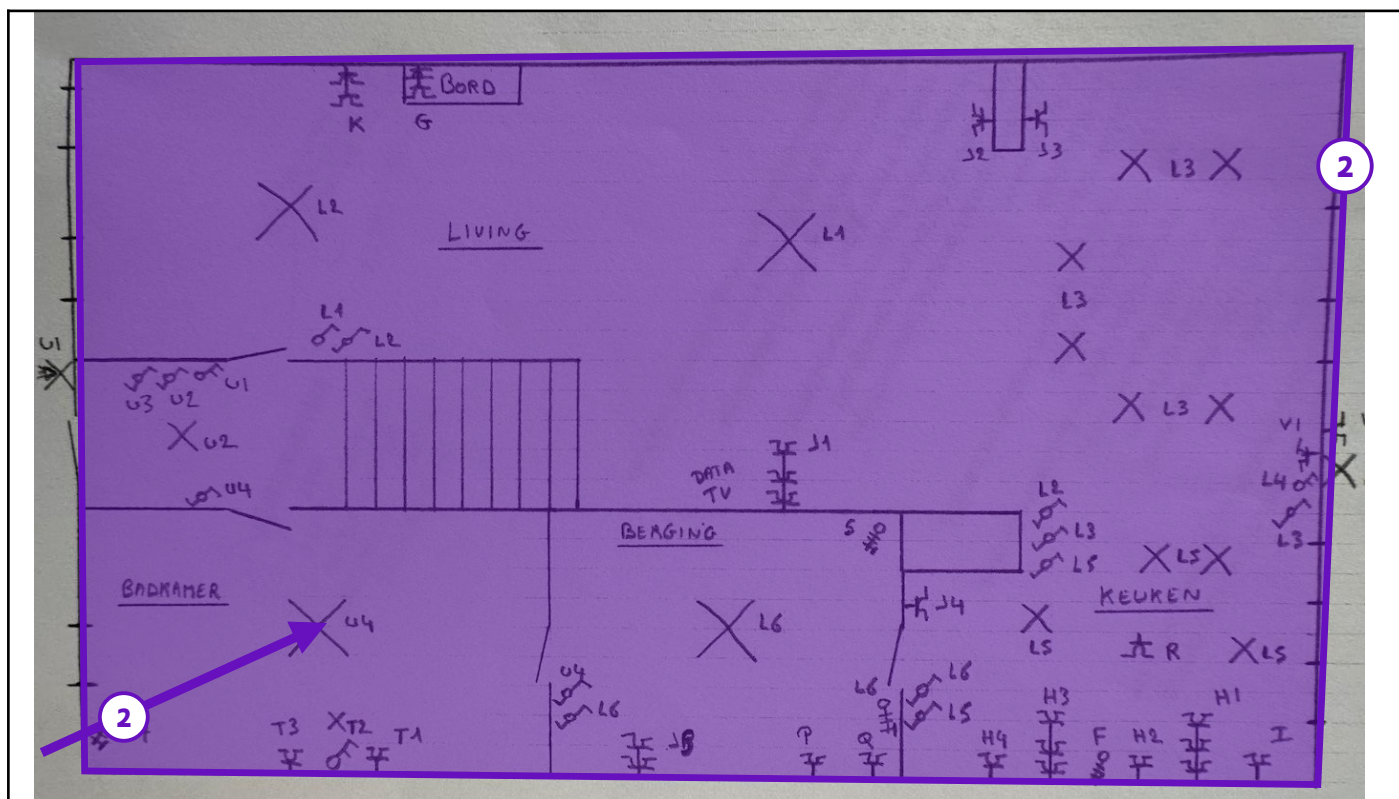 BORD
K
G
J2
J3
L3
2
L2
LIVING
L1
L3
L1
L2
U1
U3
U2
U1
U2
L3
V1
J1
DATA
TV
U4
L4
L2
BERGING
S
L3
L3
L5
L5
BADKAMER
KEUKEN
J4
U4
L6
L5
R
L5
U4
L6
L6
L6
L5
H3
H1
2
T3
T2
T1
P
Q
H4
F
H2
I